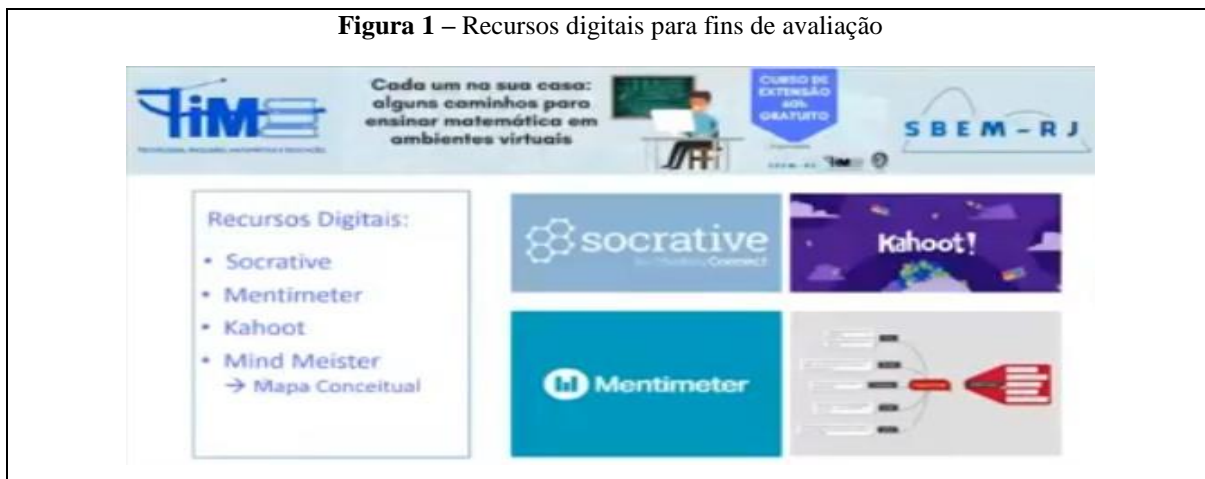 Figura 1 – Recursos digitais para fins de avaliação
TIME
Cada um na sua casa:
alguns caminhos para
ensinar matemática em
ambientes virtuais
CURSO DE
EXTENSÃO
60h
GRATUITO
SBEM-RJ
Recursos Digitais:
• Socrative
• Mentimeter
• Kahoot
• Mind Meister
→ Mapa Conceitual
socrative
Connect
Kahoot!
Mentimeter